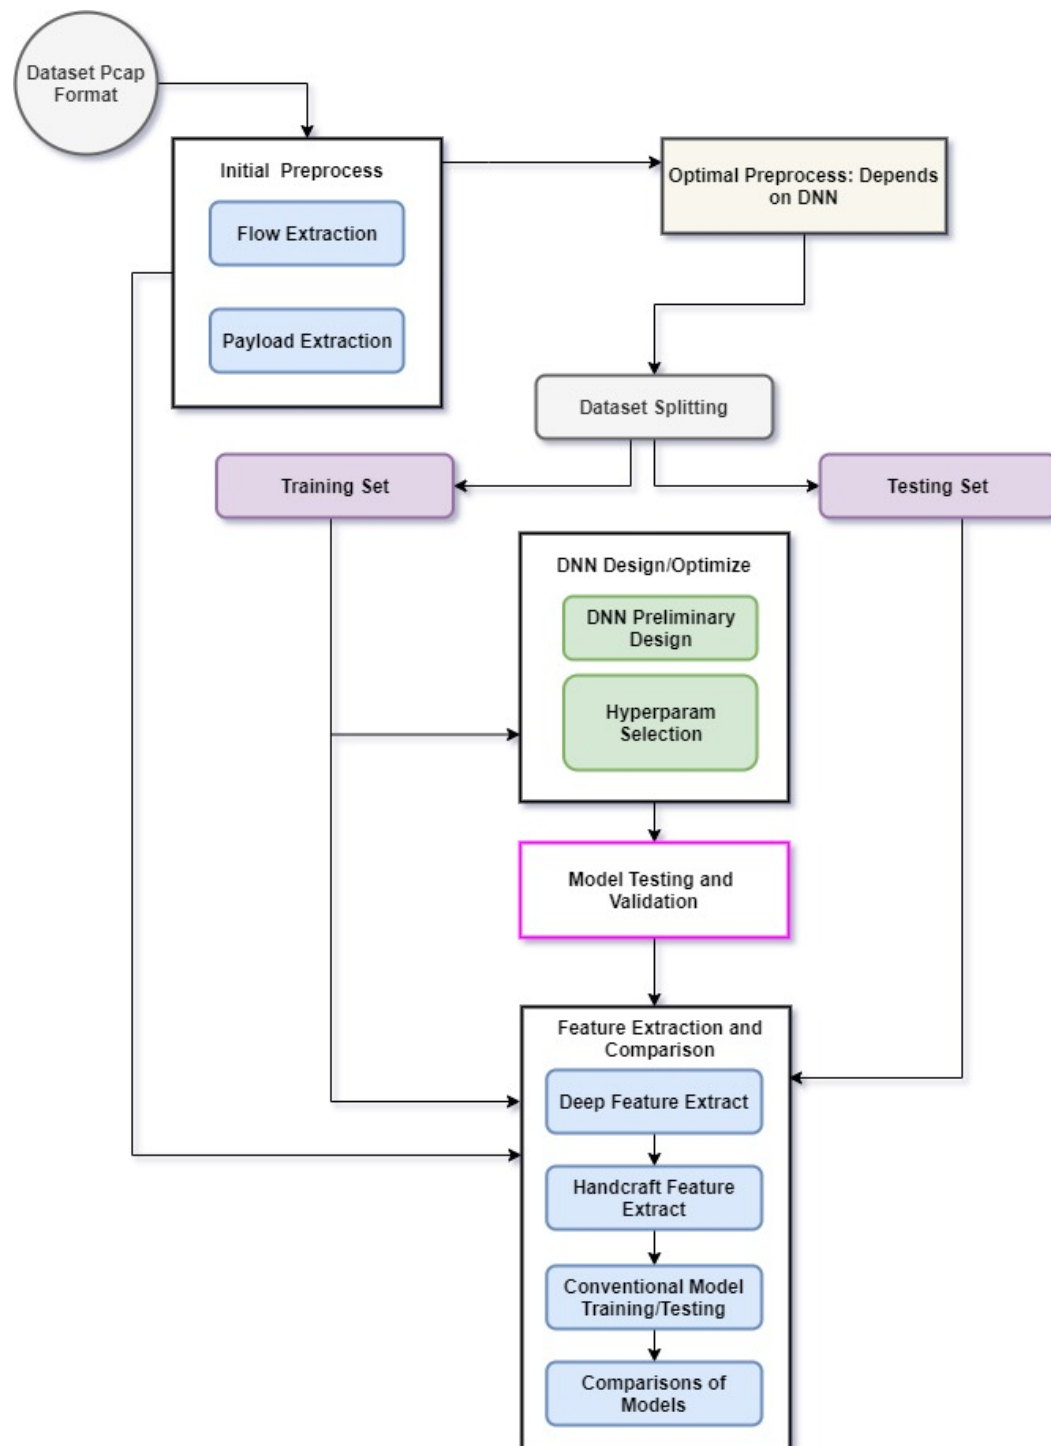 Dataset Pcap
Format
Initial Preprocess
Flow Extraction
Payload Extraction
Optimal Preprocess: Depends
on DNN
Dataset Splitting
Training Set
Testing Set
DNN Design/Optimize
DNN Preliminary
Design
Hyperparam
Selection
Model Testing and
Validation
Feature Extraction and
Comparison
Deep Feature Extract
Handcraft Feature
Extract
Conventional Model
Training/Testing
Comparisons of
Models